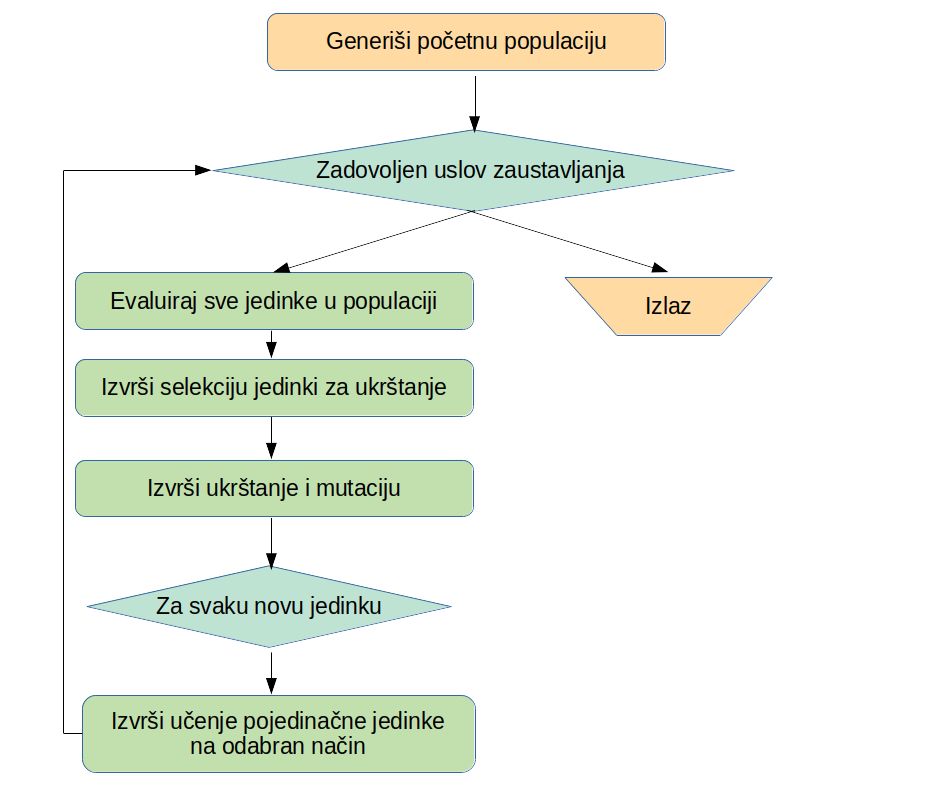 Generiši početnu populaciju
Zadovoljen uslov zaustavljanja
Evaluiraj sve jedinke u populaciji
Izlaz
Izvrši selekciju jedinki za ukrštanje
Izvrši ukrštanje i mutaciju
Za svaku novu jedinku
Izvrši učenje pojedinačne jedinke
na odabran način